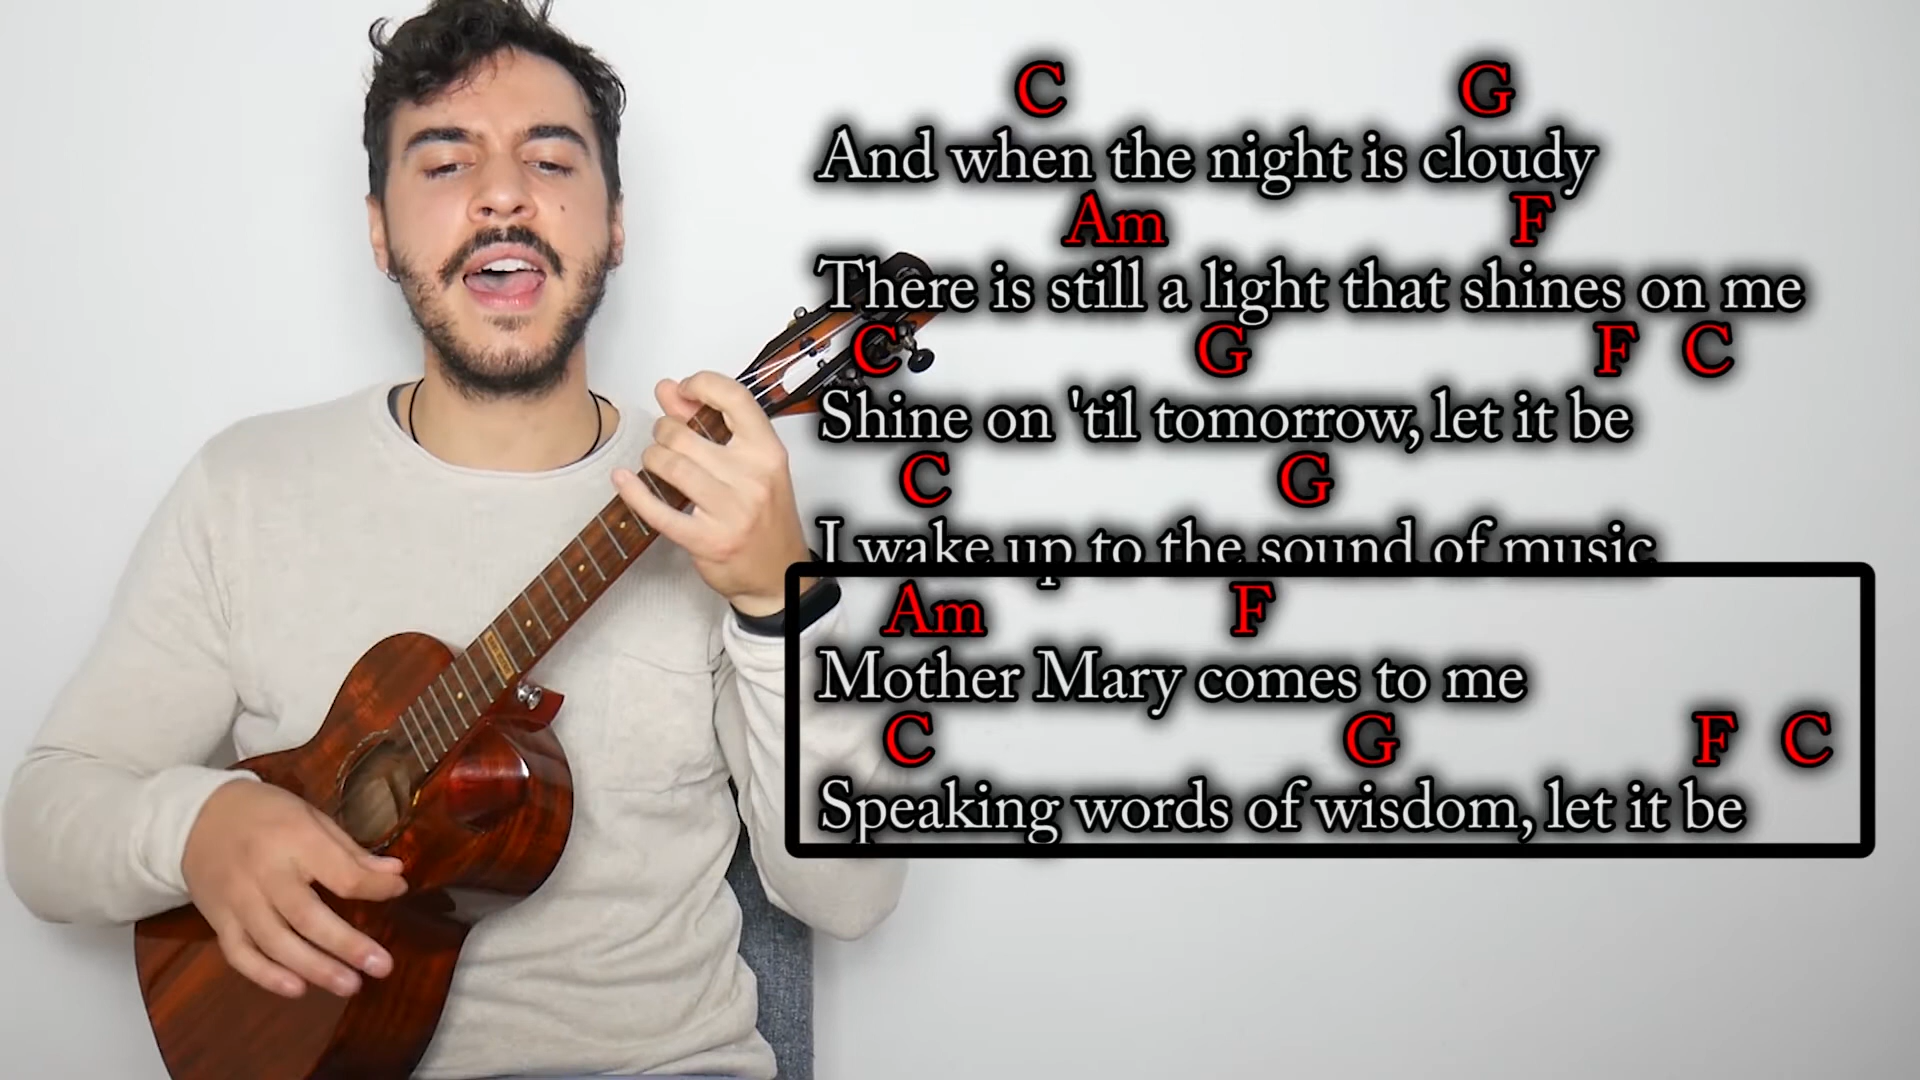 C G
And when the night is cloudy
Am F
There is still a light that shines on me
C G F C
Shine on 'til tomorrow, let it be
C G
I wake up to the sound of music
Am F
Mother Mary comes to me
C G F C
Speaking words of wisdom, let it be